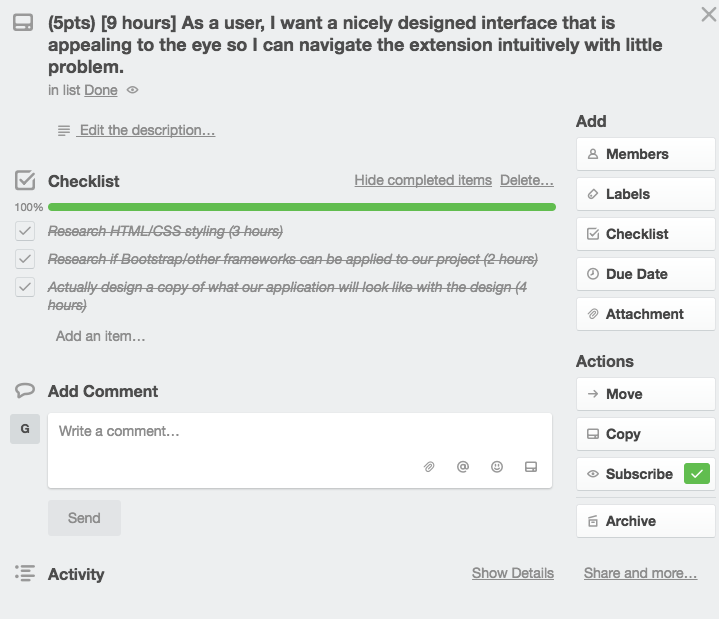 (5pts) [9 hours] As a user, I want a nicely designed interface that is
appealing to the eye so I can navigate the extension intuitively with little
problem.
in list Done
Edit the description…
Checklist
Hide completed items Delete…
100%
Research HTML/CSS styling (3 hours)
Research if Bootstrap/other frameworks can be applied to our project (2 hours)
Actually design a copy of what our application will look like with the design (4
hours)
Add an item…
Add Comment
G
Write a comment…
Send
Activity
Show Details
Add
Members
Labels
Checklist
Due Date
Attachment
Actions
Move
Copy
Subscribe
Archive
Share and more…